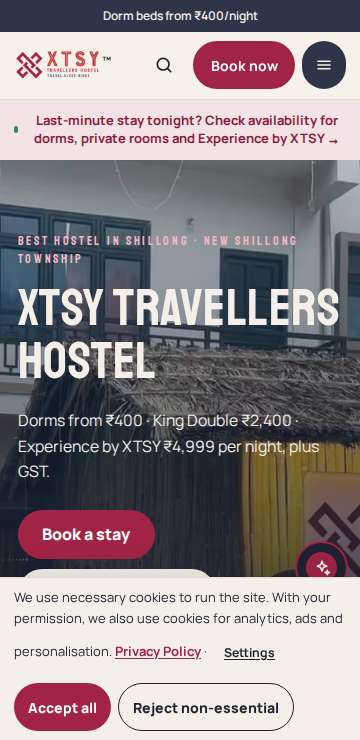 Dorm beds from ₹400/night
XTSY™
TRAVELLERS HOSTEL
Book now
Last-minute stay tonight? Check availability for
dorms, private rooms and Experience by XTSY →
BEST HOSTEL IN SHILLONG · NEW SHILLONG
TOWNSHIP
XTSY TRAVELLERS
HOSTEL
Dorms from ₹400 · King Double ₹2,400 ·
Experience by XTSY ₹4,999 per night, plus
GST.
Book a stay
We use necessary cookies to run the site. With your
permission, we also use cookies for analytics, ads and
personalisation. Privacy Policy · Settings
Accept all
Reject non-essential